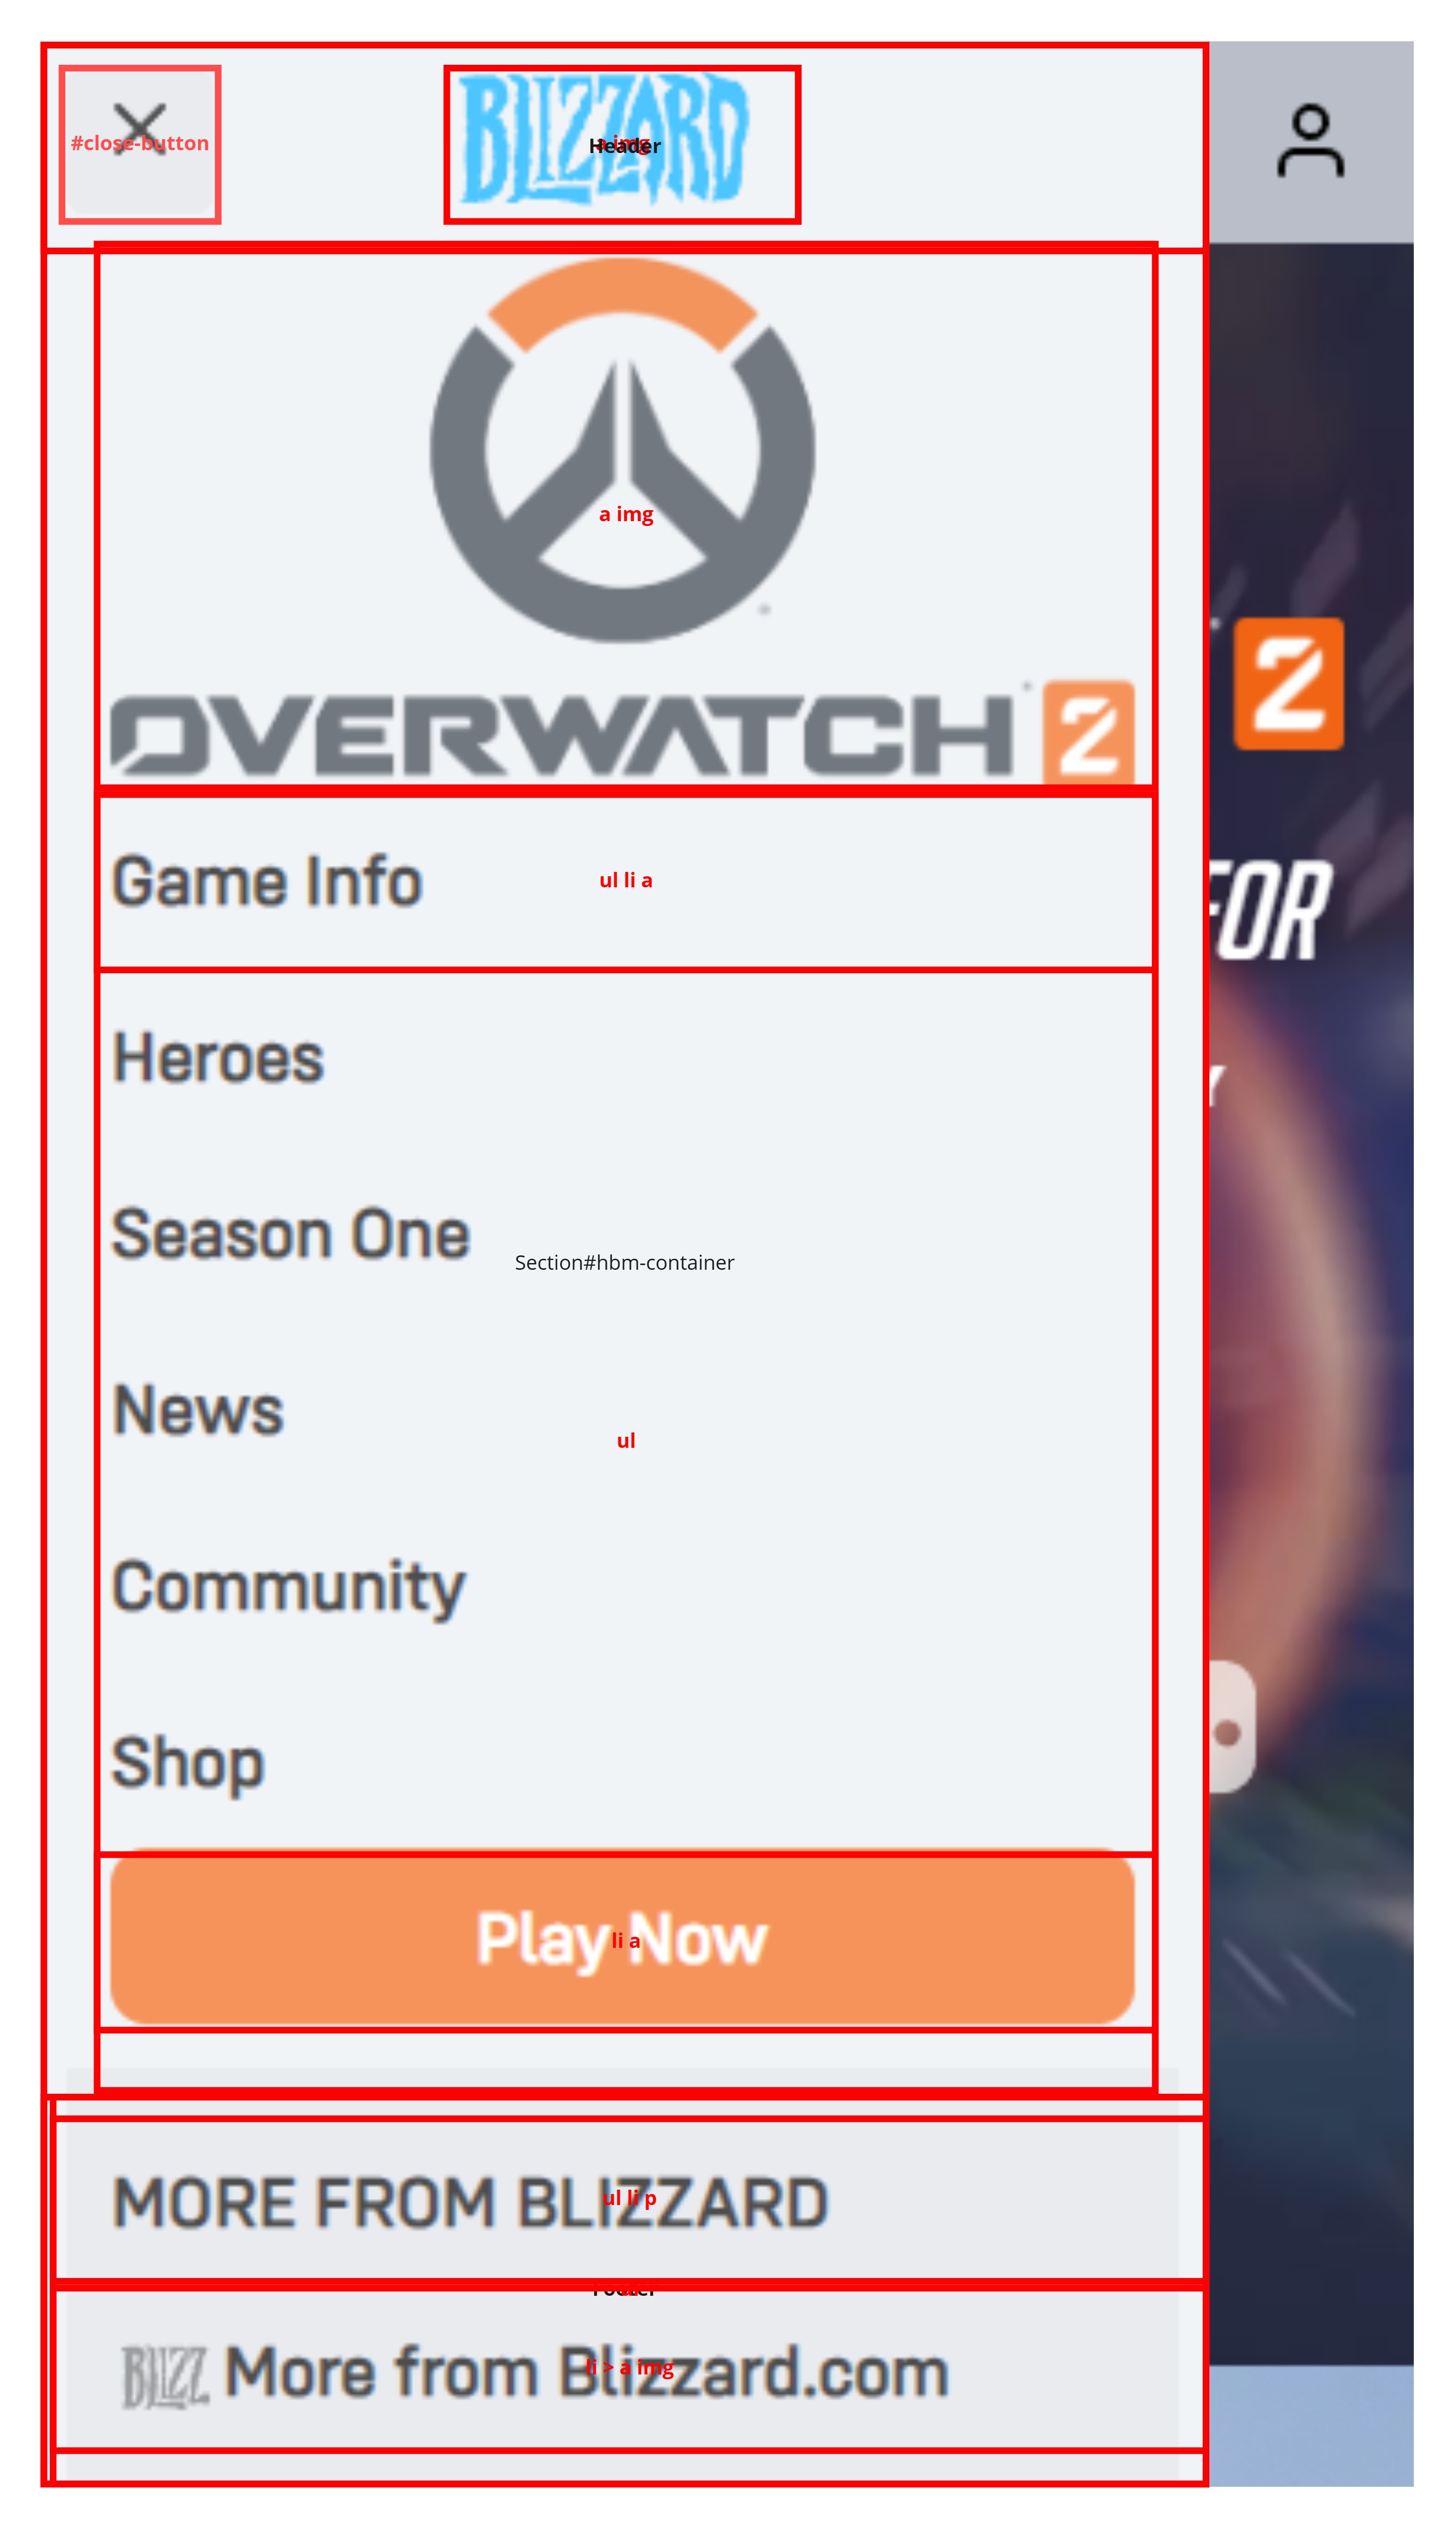 #close-button
BLIZZARD
a img
Header
a img
OVERWATCH 2
2
Game Info
ul li a
FOR
Heroes
Y
Season One
Section#hbm-container
News
ul
Community
Shop
Play Now
li a
MORE FROM BLIZZARD
ul li p
Footer
BLIZZ
More from Blizzard.com
li > a img